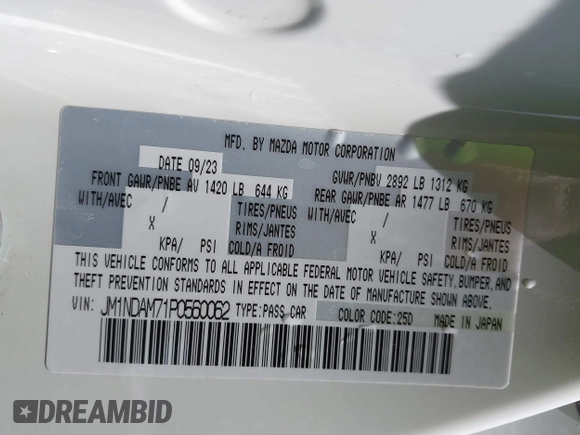 MFD. BY MAZDA MOTOR CORPORATION
DATE 09/23
GVWR/PNBV 2892 LB 1312 KG
FRONT GAWR/PNBE AV 1420 LB 644 KG
REAR GAWR/PNBE AR 1477 LB 670 KG
WITH/AVEC / TIRES/PNEUS WITH/AVEC / TIRES/PNEUS
X RIMS/JANTES X RIMS/JANTES
KPA/ PSI COLD/A FROID KPA/ PSI COLD/A FROID
THIS VEHICLE CONFORMS TO ALL APPLICABLE FEDERAL MOTOR VEHICLE SAFETY, BUMPER, AND
THEFT PREVENTION STANDARDS IN EFFECT ON THE DATE OF MANUFACTURE SHOWN ABOVE.
VIN: JM1NDAM71P0560062 TYPE: PASS CAR COLOR CODE: 25D MADE IN JAPAN
DREAMBID